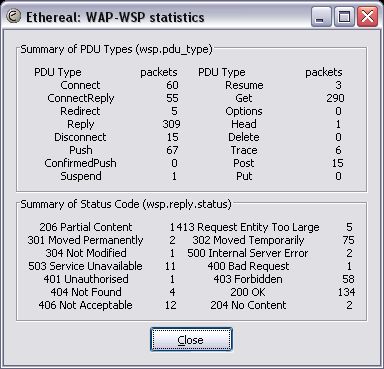 Ethereal: WAP-WSP statistics
Summary of PDU Types (wsp.pdu_type)
PDU Type packets PDU Type packets
Connect 60 Resume 3
ConnectReply 55 Get 290
Redirect 5 Options 0
Reply 309 Head 1
Disconnect 15 Delete 0
Push 67 Trace 6
ConfirmedPush 0 Post 15
Suspend 1 Put 0
Summary of Status Code (wsp.reply.status)
206 Partial Content 1 413 Request Entity Too Large 5
301 Moved Permanently 2 302 Moved Temporarily 75
304 Not Modified 1 500 Internal Server Error 2
503 Service Unavailable 11 400 Bad Request 1
401 Unauthorised 1 403 Forbidden 58
404 Not Found 4 200 OK 134
406 Not Acceptable 12 204 No Content 2
Close